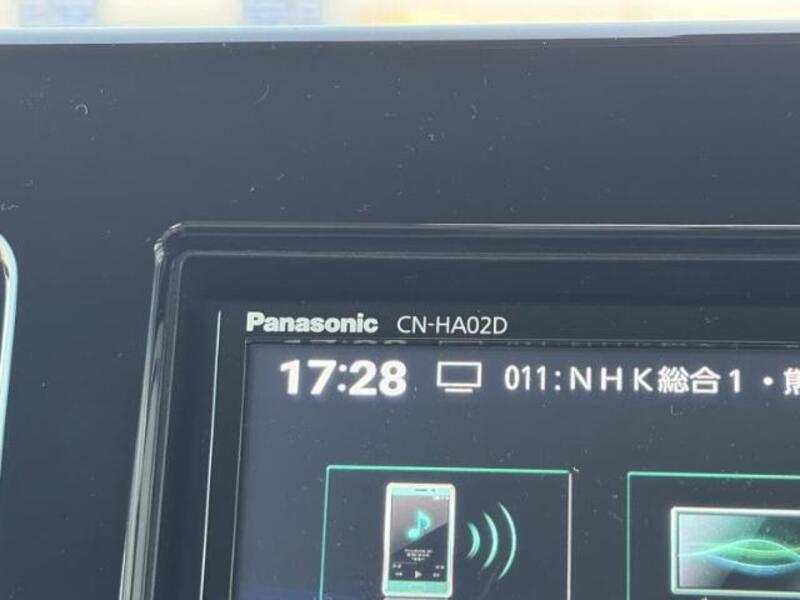 Panasonic CN-HA02D
17:28 011:NHK総合1・